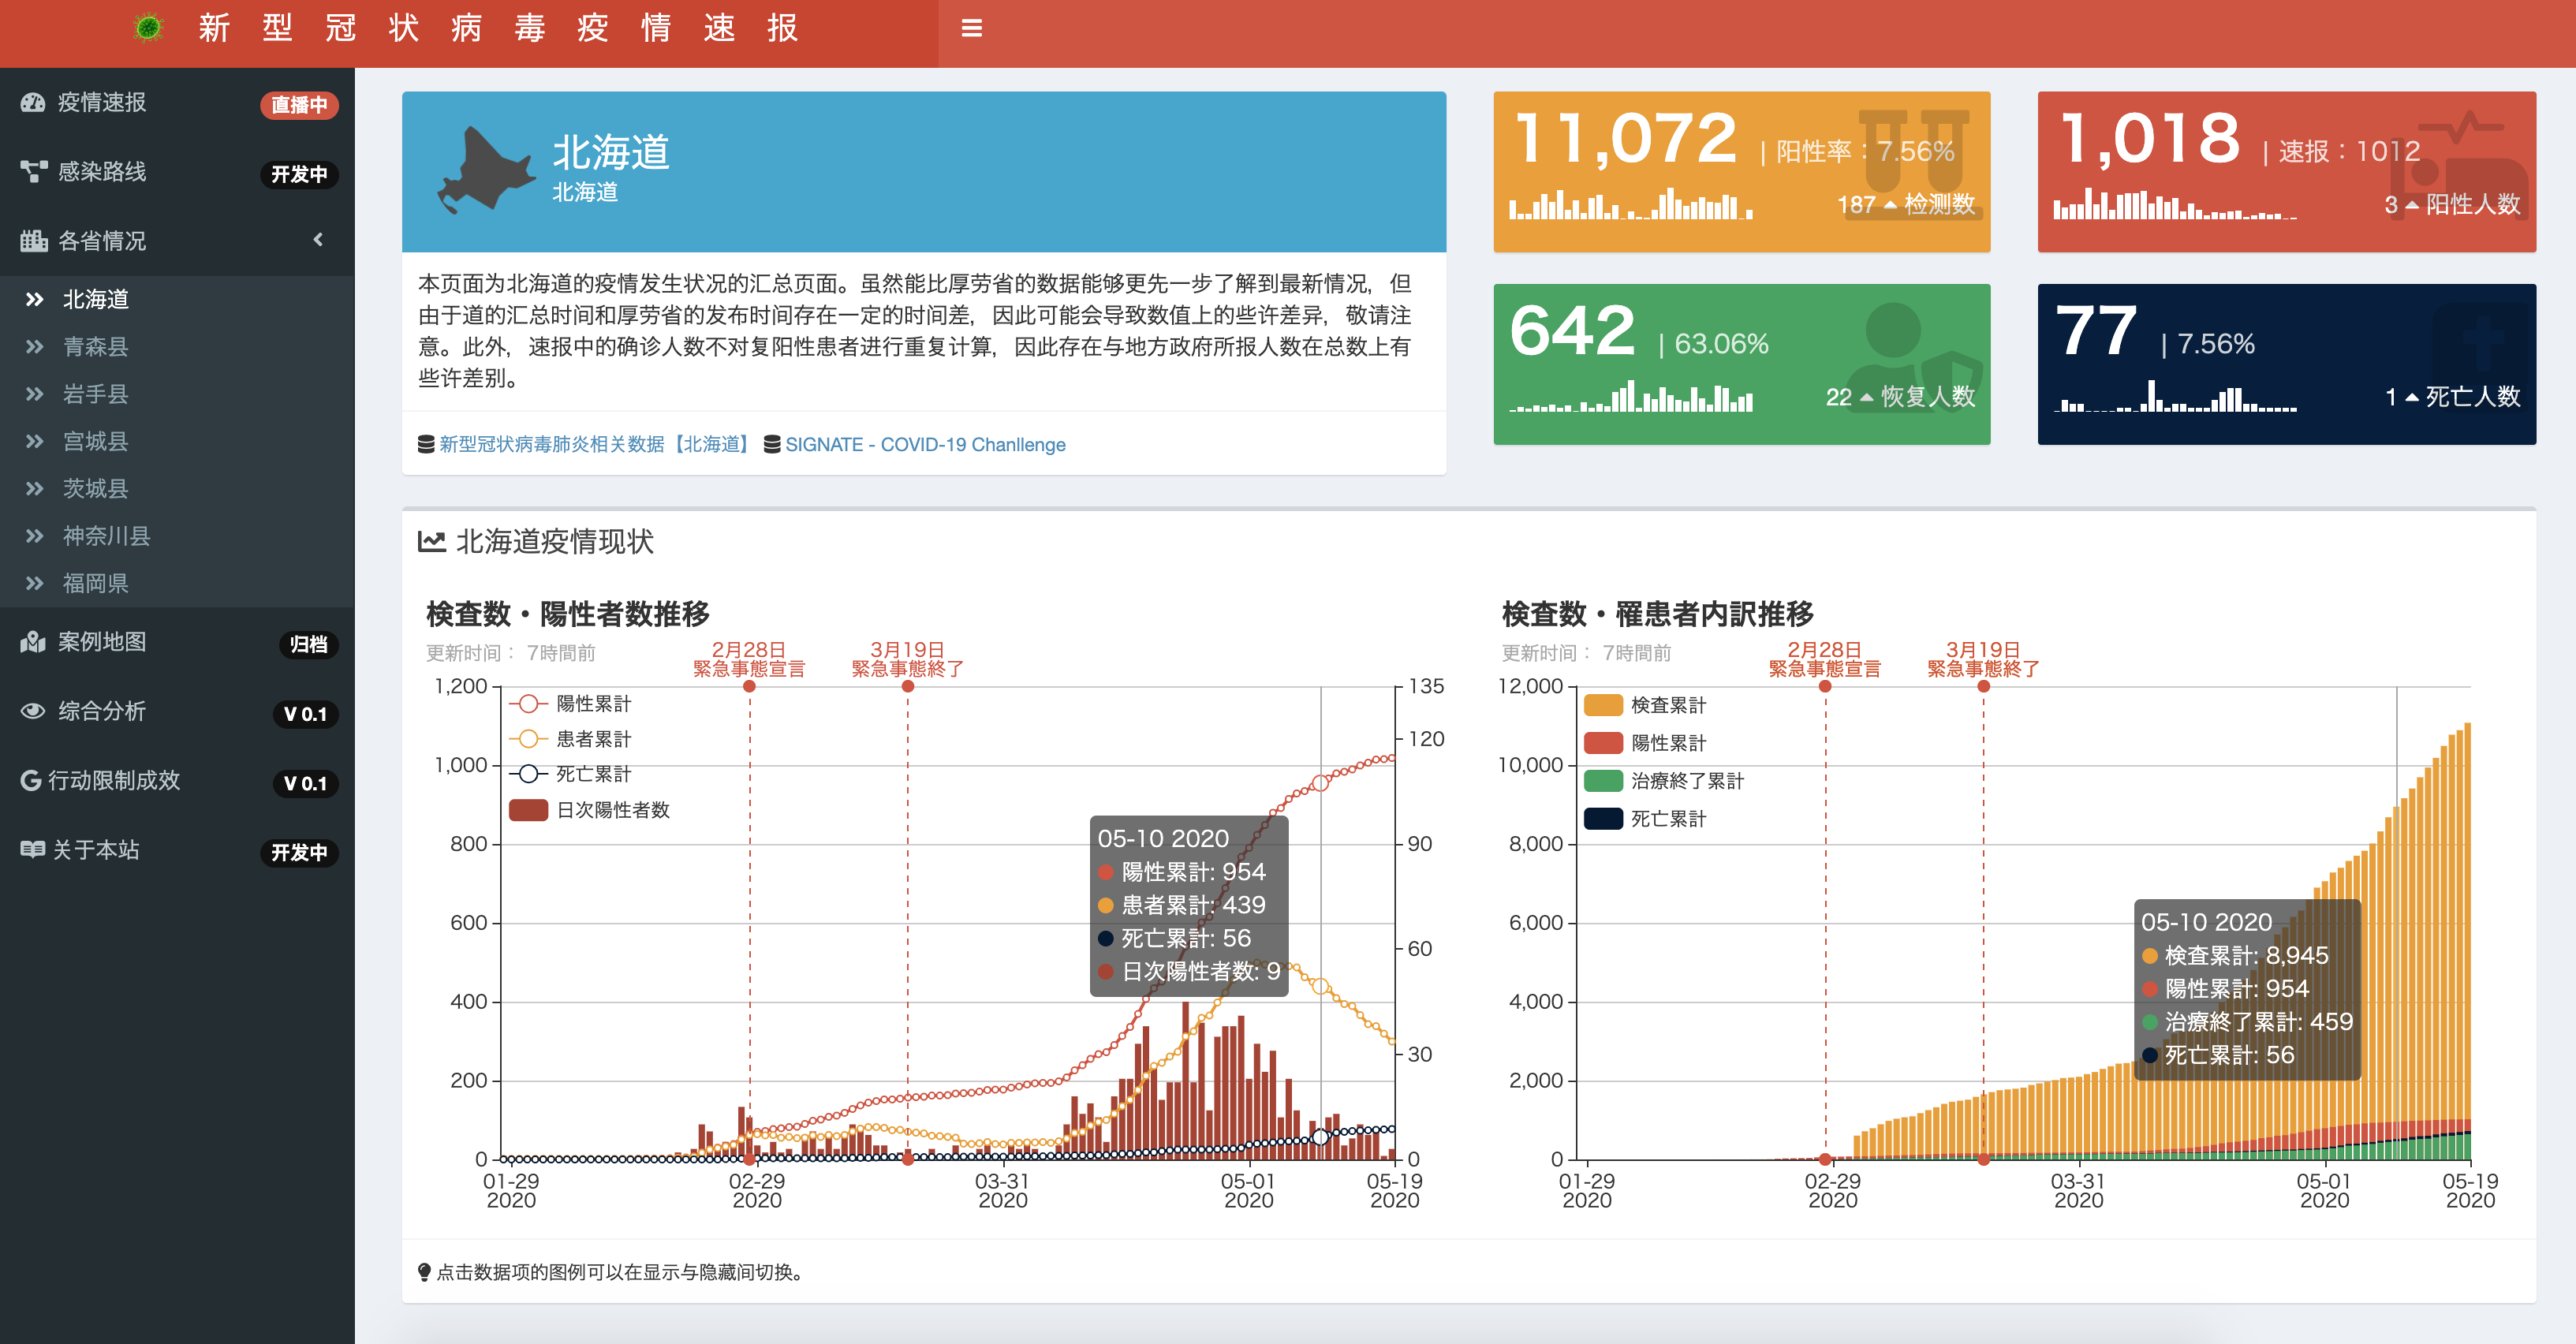 新型冠状病毒疫情速报
疫情速报 直播中
感染路线 开发中
各省情况
北海道
青森县
岩手县
宫城县
茨城县
神奈川县
福岡県
案例地图 归档
综合分析 V 0.1
行动限制成效 V 0.1
关于本站 开发中
北海道
北海道
本页面为北海道的疫情发生状况的汇总页面。虽然能比厚劳省的数据能够更先一步了解到最新情况，但
由于道的汇总时间和厚劳省的发布时间存在一定的时间差，因此可能会导致数值上的些许差异，敬请注
意。此外，速报中的确诊人数不对复阳性患者进行重复计算，因此存在与地方政府所报人数在总数上有
些许差别。
新型冠状病毒肺炎相关数据【北海道】 SIGNATE - COVID-19 Chanllenge
11,072 | 阳性率：7.56%
187 检测数
1,018 | 速报：1012
3 阳性人数
642 | 63.06%
22 恢复人数
77 | 7.56%
1 死亡人数
北海道疫情现状
検査数・陽性者数推移
更新时间： 7時間前
2月28日
緊急事態宣言
3月19日
緊急事態終了
1,200
1,000
800
600
400
200
0
135
120
90
60
30
0
陽性累計
患者累計
死亡累計
日次陽性者数
05-10 2020
陽性累計: 954
患者累計: 439
死亡累計: 56
日次陽性者数: 9
01-29
2020
02-29
2020
03-31
2020
05-01
2020
05-19
2020
検査数・罹患者内訳推移
更新时间： 7時間前
2月28日
緊急事態宣言
3月19日
緊急事態終了
12,000
10,000
8,000
6,000
4,000
2,000
0
検査累計
陽性累計
治療終了累計
死亡累計
05-10 2020
検査累計: 8,945
陽性累計: 954
治療終了累計: 459
死亡累計: 56
01-29
2020
02-29
2020
03-31
2020
05-01
2020
05-19
2020
点击数据项的图例可以在显示与隐藏间切换。